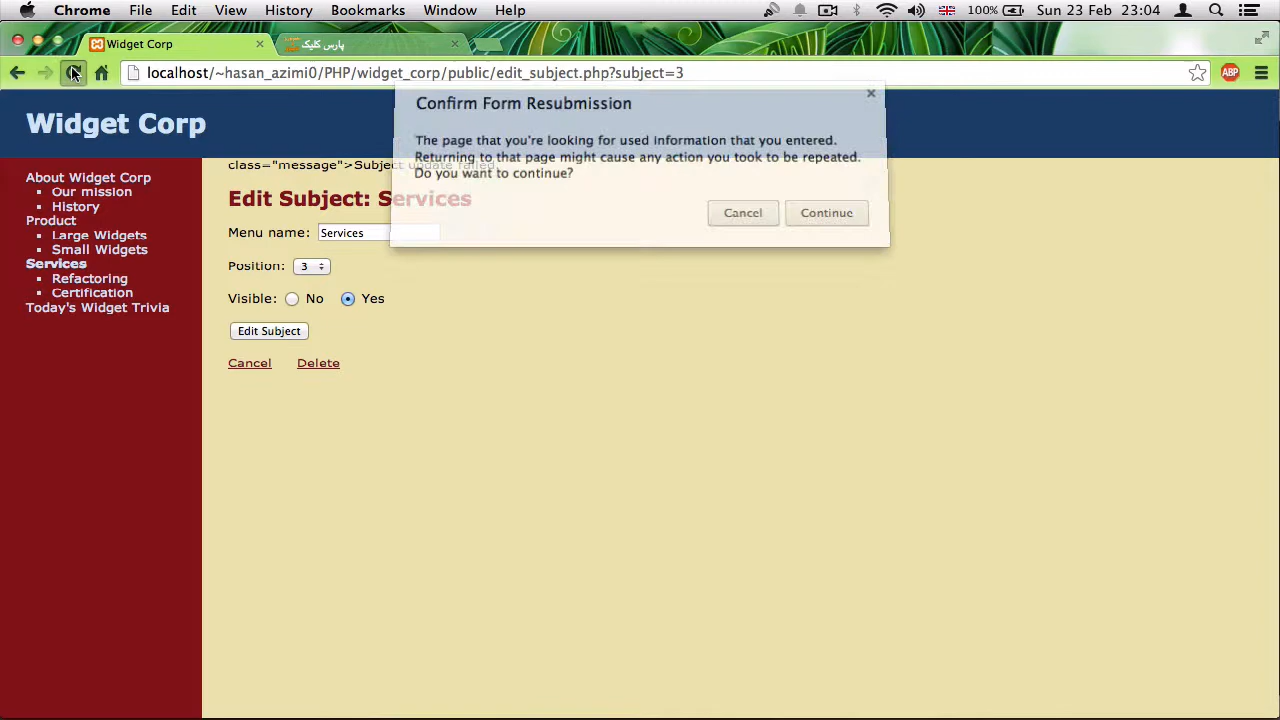 Chrome File Edit View History Bookmarks Window Help 100% Sun 23 Feb 23:04
Widget Corp پارس کلیک
localhost/~hasan_azimi0/PHP/widget_corp/public/edit_subject.php?subject=3 ABP
Confirm Form Resubmission
The page that you're looking for used information that you entered.
Returning to that page might cause any action you took to be repeated.
Do you want to continue?
Cancel Continue
Widget Corp
About Widget Corp
Our mission
History
Product
Large Widgets
Small Widgets
Services
Refactoring
Certification
Today's Widget Trivia
class="message">Subject update failed.
Edit Subject: Services
Menu name: Services
Position: 3
Visible: No Yes
Edit Subject
Cancel Delete